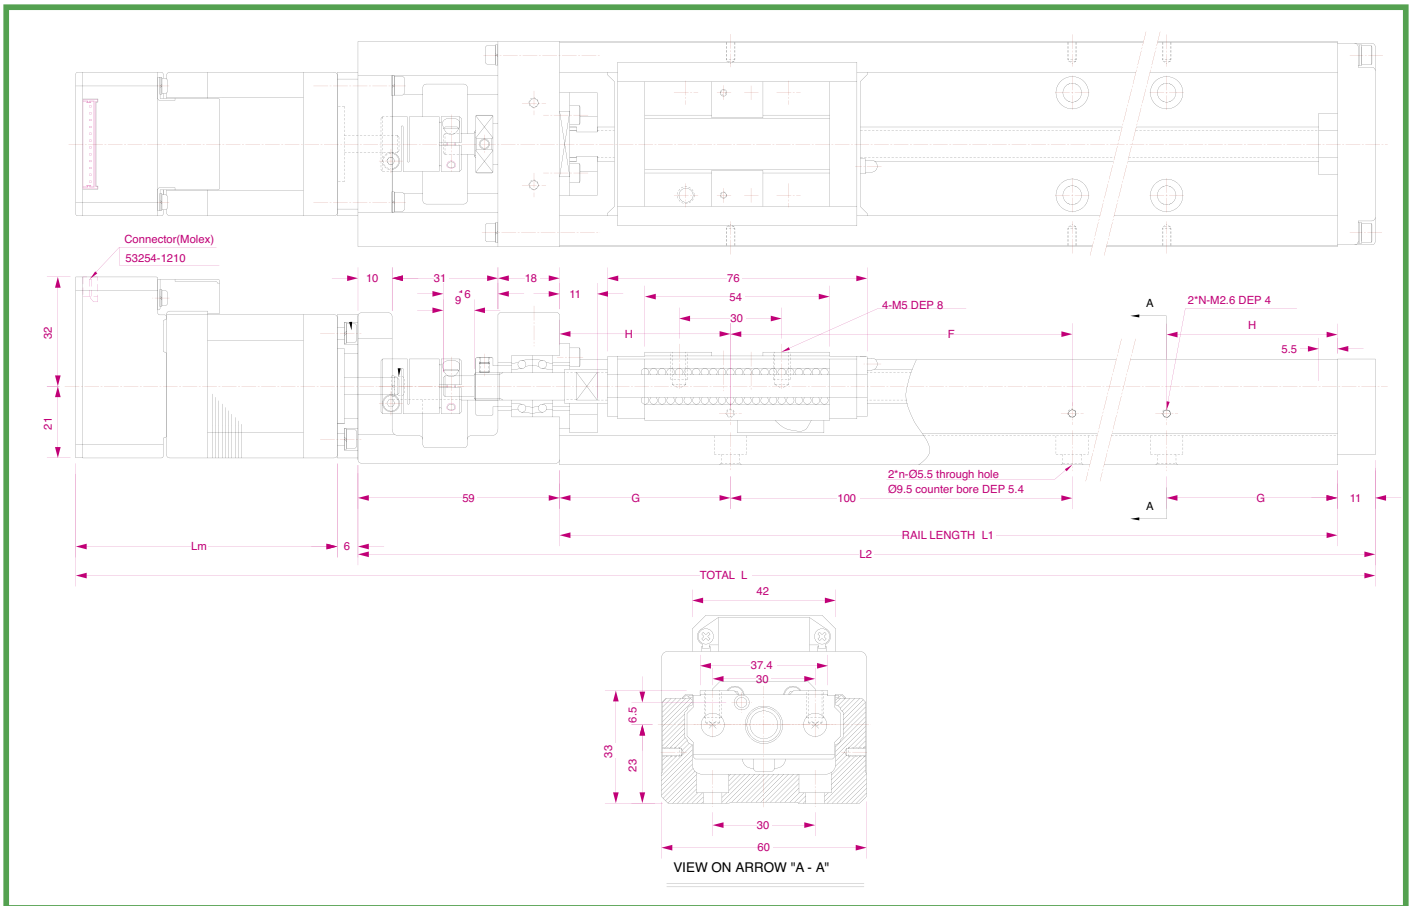 Connector(Molex)
53254-1210
10
31
18
76
+6
9
11
54
30
4-M5 DEP 8
A
2*N-M2.6 DEP 4
H
F
H
5.5
32
21
2*n-Ø5.5 through hole
Ø9.5 counter bore DEP 5.4
59
G
100
A
G
11
RAIL LENGTH L1
Lm
6
L2
TOTAL L
42
37.4
30
6.5
33
23
30
60
VIEW ON ARROW "A - A"